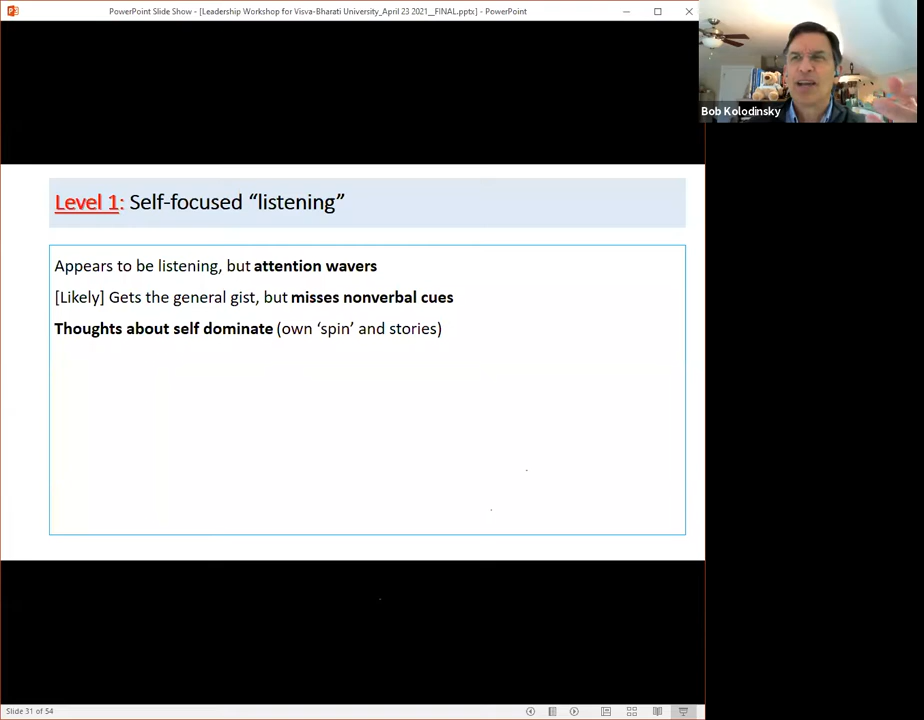 PowerPoint Slide Show - [Leadership Workshop for Visva-Bharati University_April 23 2021__FINAL.pptx] - PowerPoint
Bob Kolodinsky
Level 1: Self-focused “listening”
Appears to be listening, but attention wavers
[Likely] Gets the general gist, but misses nonverbal cues
Thoughts about self dominate (own ‘spin’ and stories)
Slide 31 of 54